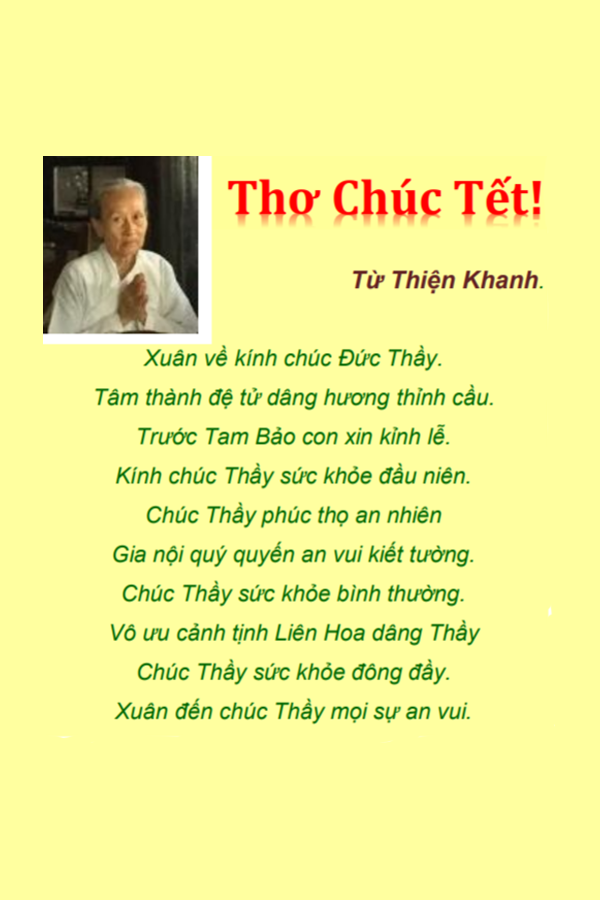 Thơ Chúc Tết!
Từ Thiện Khanh.
Xuân về kính chúc Đức Thầy.
Tâm thành đệ tử dâng hương thỉnh cầu.
Trước Tam Bảo con xin kỉnh lễ.
Kính chúc Thầy sức khỏe đầu niên.
Chúc Thầy phúc thọ an nhiên
Gia nội quý quyến an vui kiết tường.
Chúc Thầy sức khỏe bình thường.
Vô ưu cảnh tịnh Liên Hoa dâng Thầy
Chúc Thầy sức khỏe đông đầy.
Xuân đến chúc Thầy mọi sự an vui.